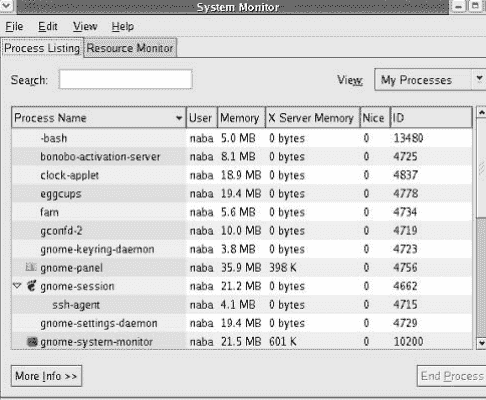 System Monitor
File Edit View Help
Process Listing Resource Monitor
Search: View: My Processes
Process Name User Memory X Server Memory Nice ID
-bash naba 5.0 MB 0 bytes 0 13480
bonobo-activation-server naba 8.1 MB 0 bytes 0 4725
clock-applet naba 18.9 MB 0 bytes 0 4837
eggcups naba 19.4 MB 0 bytes 0 4778
fam naba 5.6 MB 0 bytes 0 4734
gconfd-2 naba 10.0 MB 0 bytes 0 4719
gnome-keyring-daemon naba 3.8 MB 0 bytes 0 4723
gnome-panel naba 35.9 MB 398 K 0 4756
gnome-session naba 21.2 MB 0 bytes 0 4662
ssh-agent naba 4.1 MB 0 bytes 0 4715
gnome-settings-daemon naba 19.4 MB 0 bytes 0 4729
gnome-system-monitor naba 21.5 MB 601 K 0 10200
More Info >> End Process